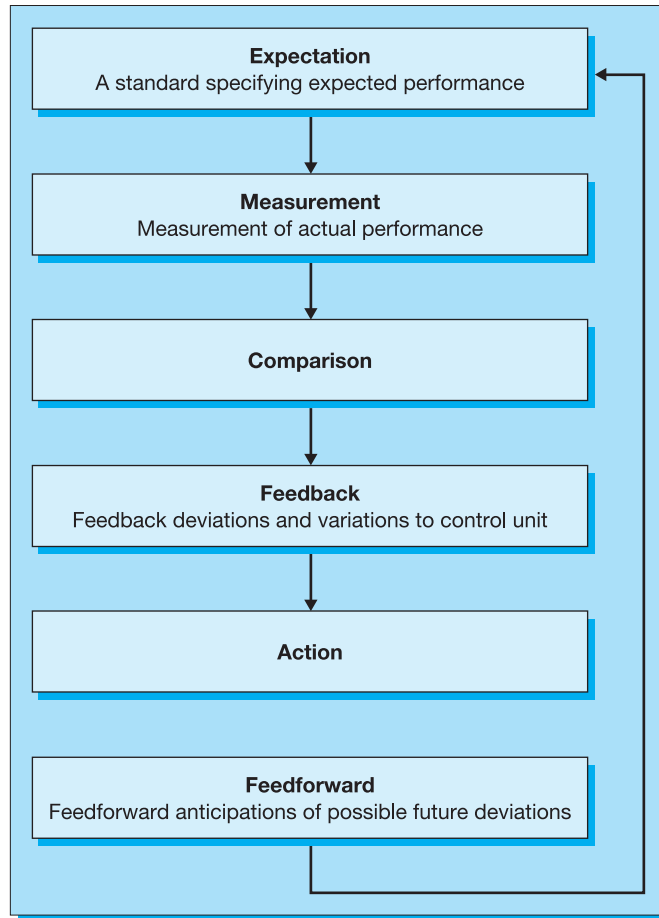 Expectation
A standard specifying expected performance
Measurement
Measurement of actual performance
Comparison
Feedback
Feedback deviations and variations to control unit
Action
Feedforward
Feedforward anticipations of possible future deviations